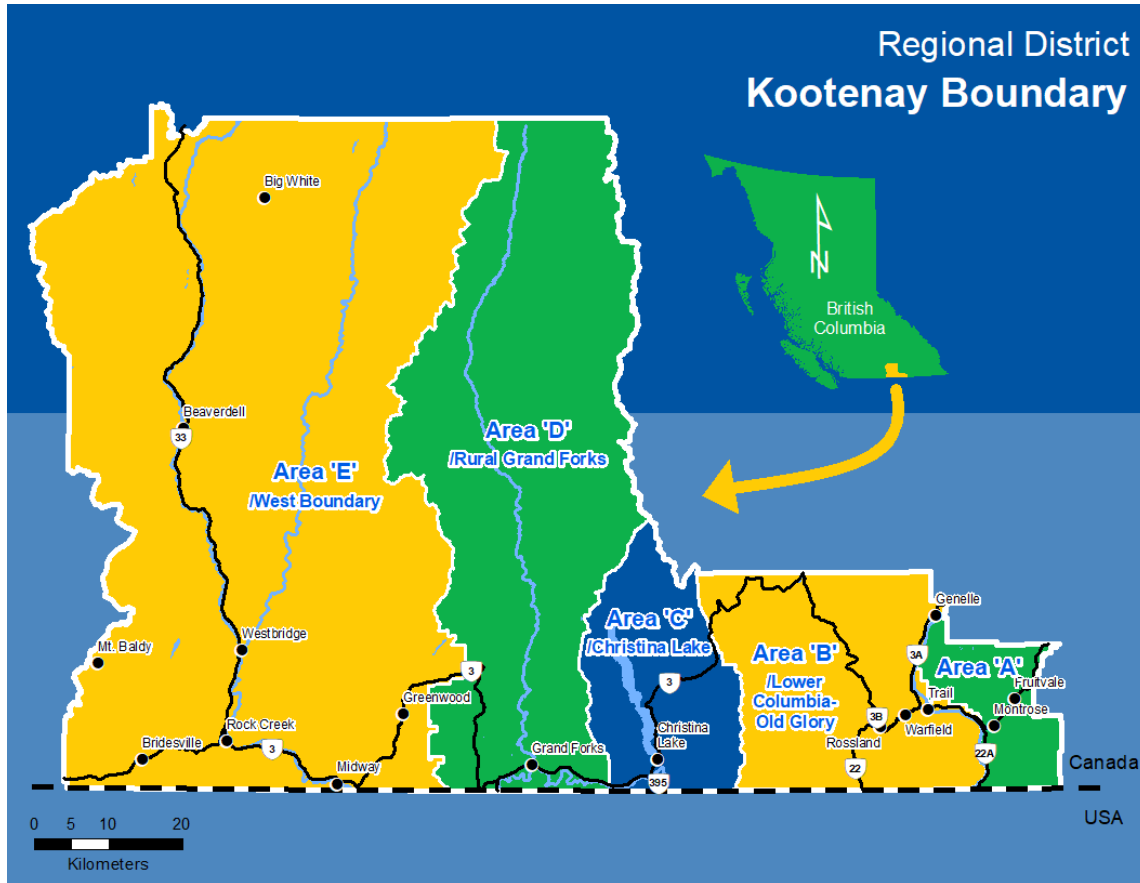 Regional District
Kootenay Boundary
Big White
British
Columbia
N
Beaverdell
33
Area 'E'
/West Boundary
Area 'D'
/Rural Grand Forks
Area 'C'
/Christina Lake
Area 'B'
/Lower
Columbia-
Old Glory
Area 'A'
Genelle
3A
Fruitvale
Trail
Montrose
Warfield
3B
Rossland
22
22A
Westbridge
Mt. Baldy
3
Greenwood
3
Christina
Lake
Rock Creek
Bridesville
3
Midway
Grand Forks
395
Canada
USA
0 5 10 20
Kilometers